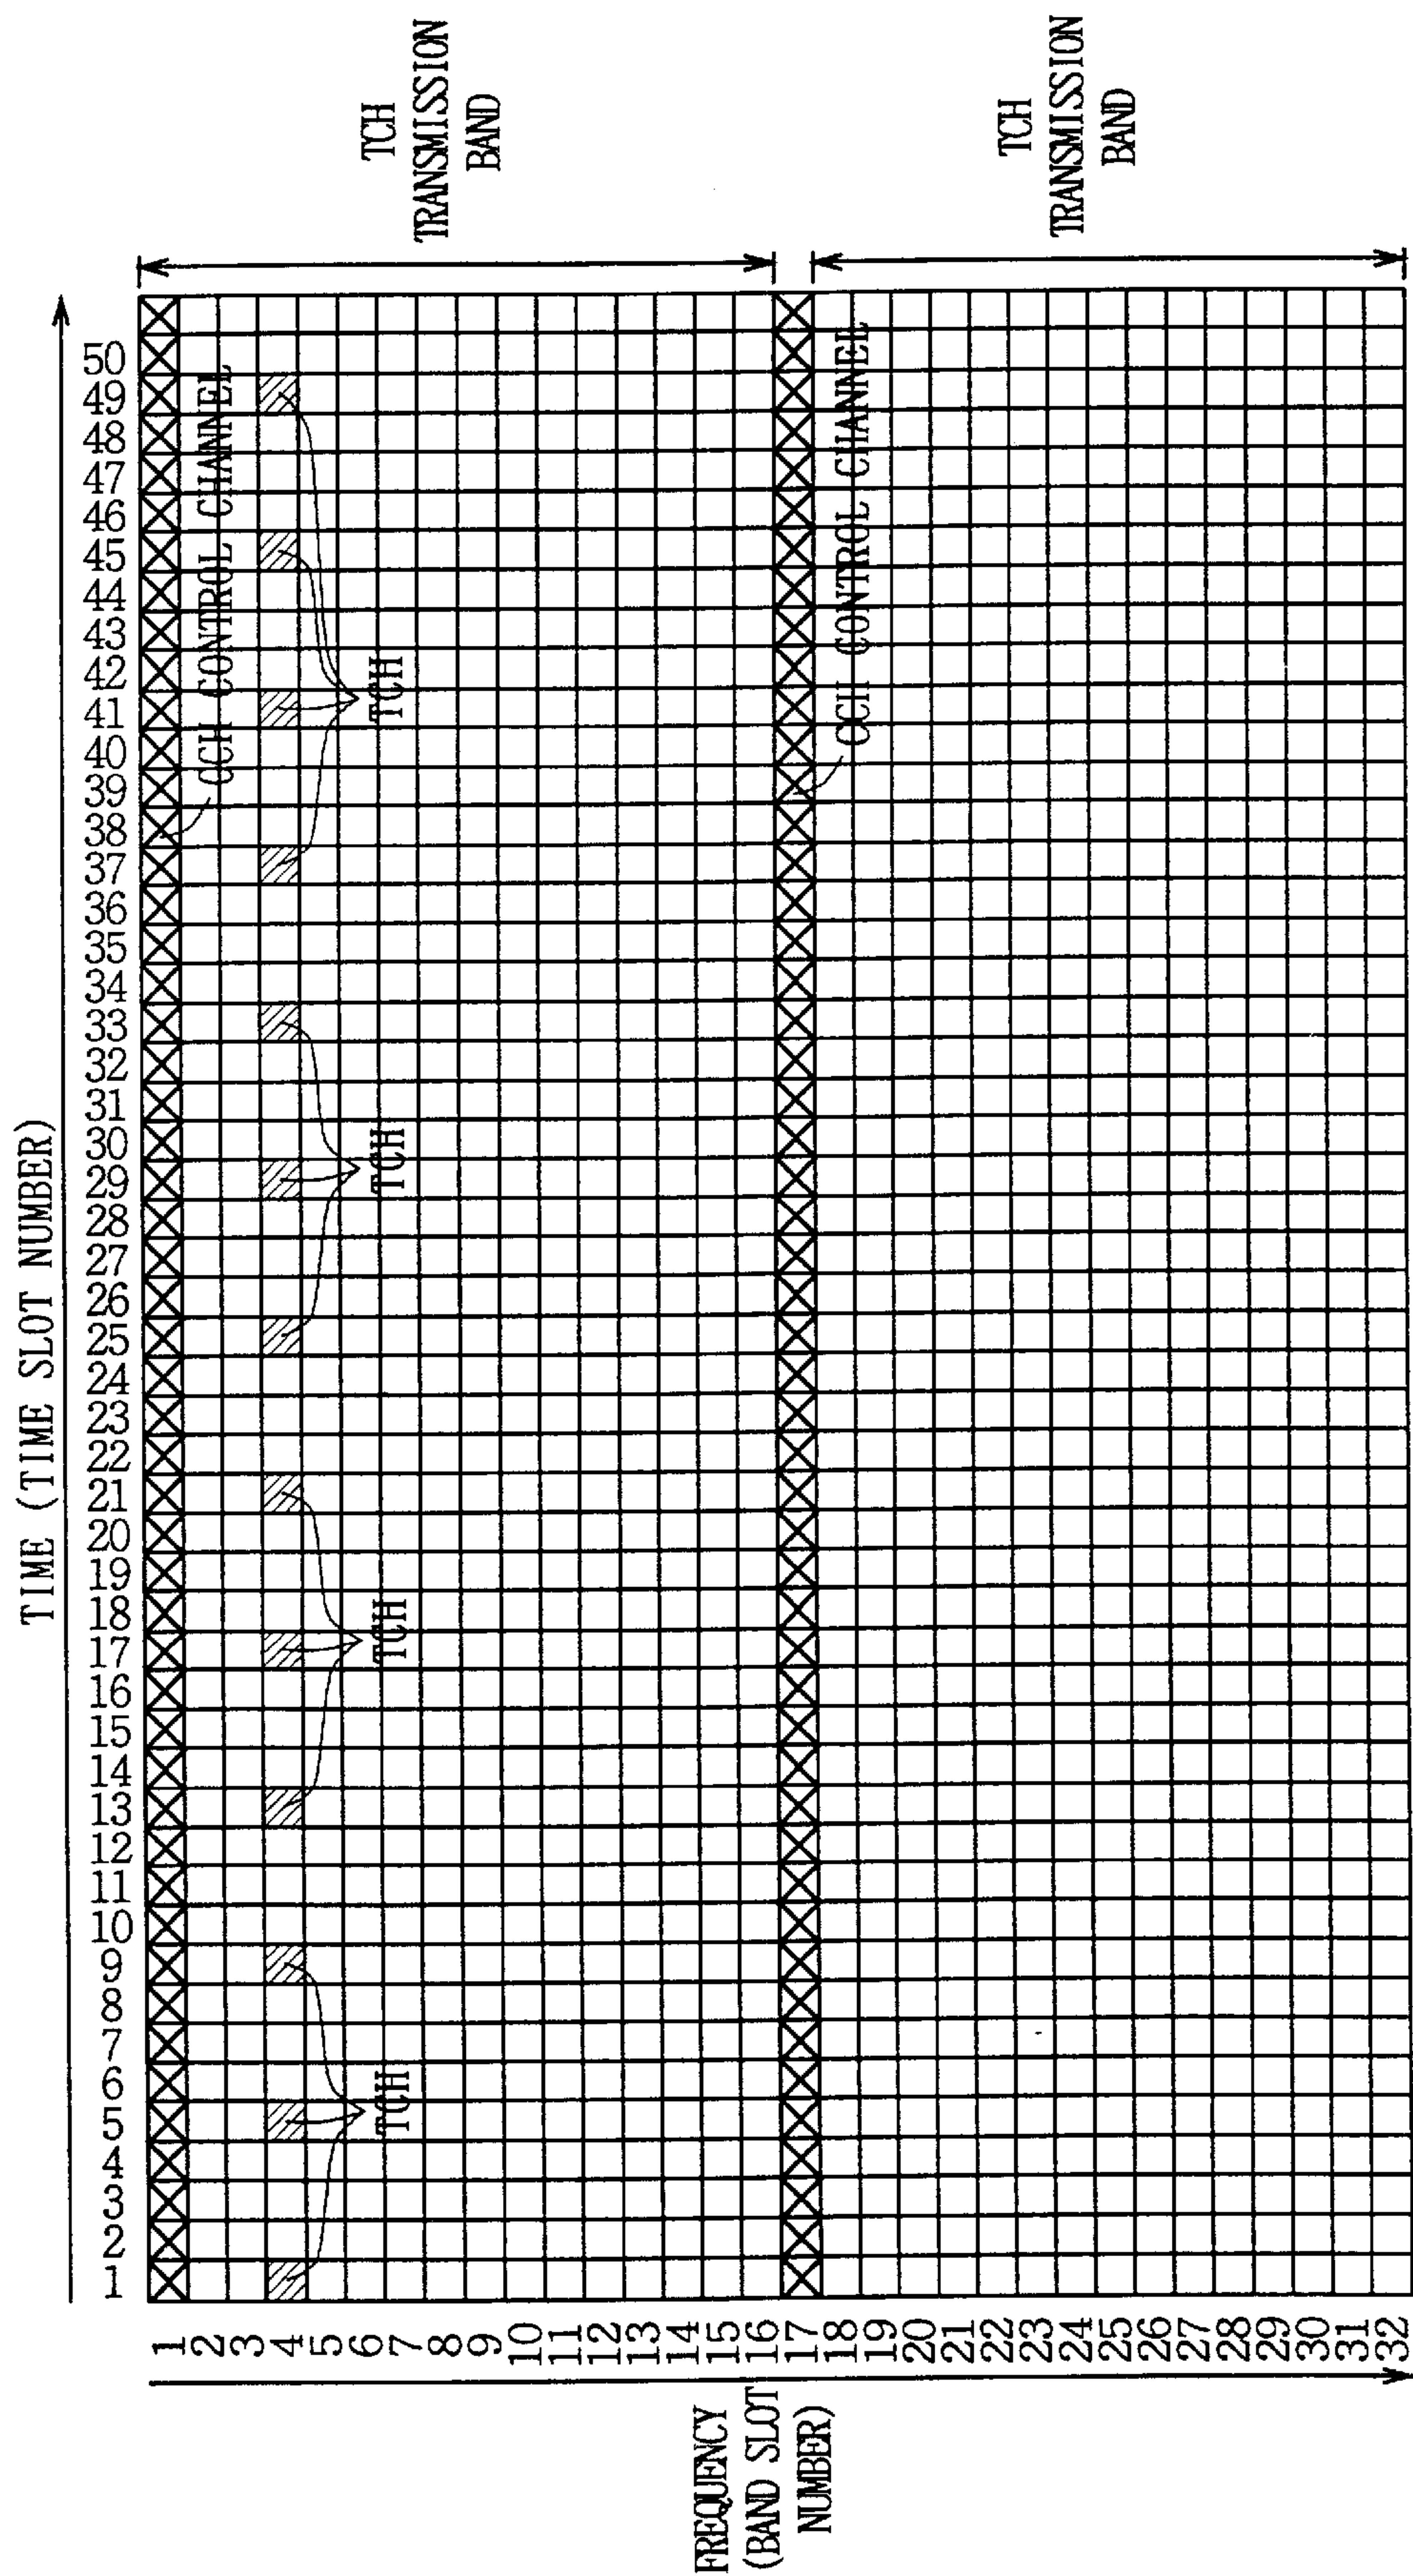 TIME (TIME SLOT NUMBER)
1 2 3 4 5 6 7 8 9 10 11 12 13 14 15 16 17 18 19 20 21 22 23 24 25 26 27 28 29 30 31 32 33 34 35 36 37 38 39 40 41 42 43 44 45 46 47 48 49 50
FREQUENCY
(BAND SLOT
NUMBER)
1
2
3
4
5
6
7
8
9
10
11
12
13
14
15
16
17
18
19
20
21
22
23
24
25
26
27
28
29
30
31
32
CCH CONTROL CHANNEL
TCH
TCH
TCH
TCH
CCH CONTROL CHANNEL
TCH
TRANSMISSION
BAND
TCH
TRANSMISSION
BAND